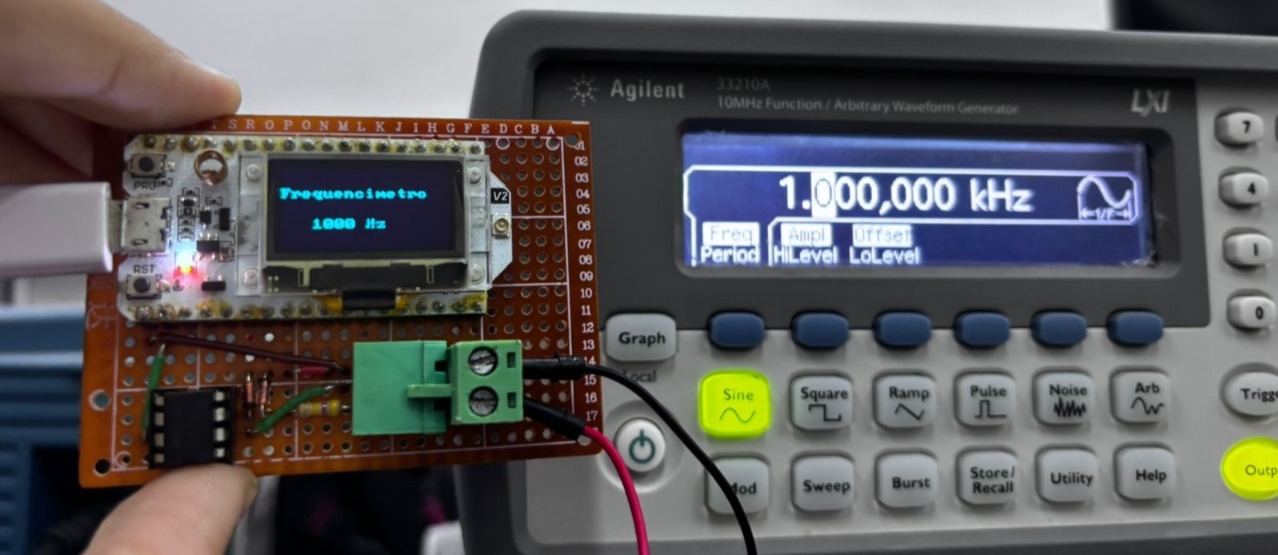 T S R Q P O N M L K J I H G F E D C B A
01
02
03
04
05
06
07
08
09
10
11
12
13
14
15
16
17
PRG
RST
V2
Frequencimetro
1000 Hz
Agilent
33210A
10MHz Function / Arbitrary Waveform Generator
LXI
1.000,000 kHz
1/F
Freq Ampl Offset
Period HiLevel LoLevel
7
4
1
0
Graph
Local
Sine Square Ramp Pulse Noise Arb
Mod Sweep Burst Store/
Recall Utility Help